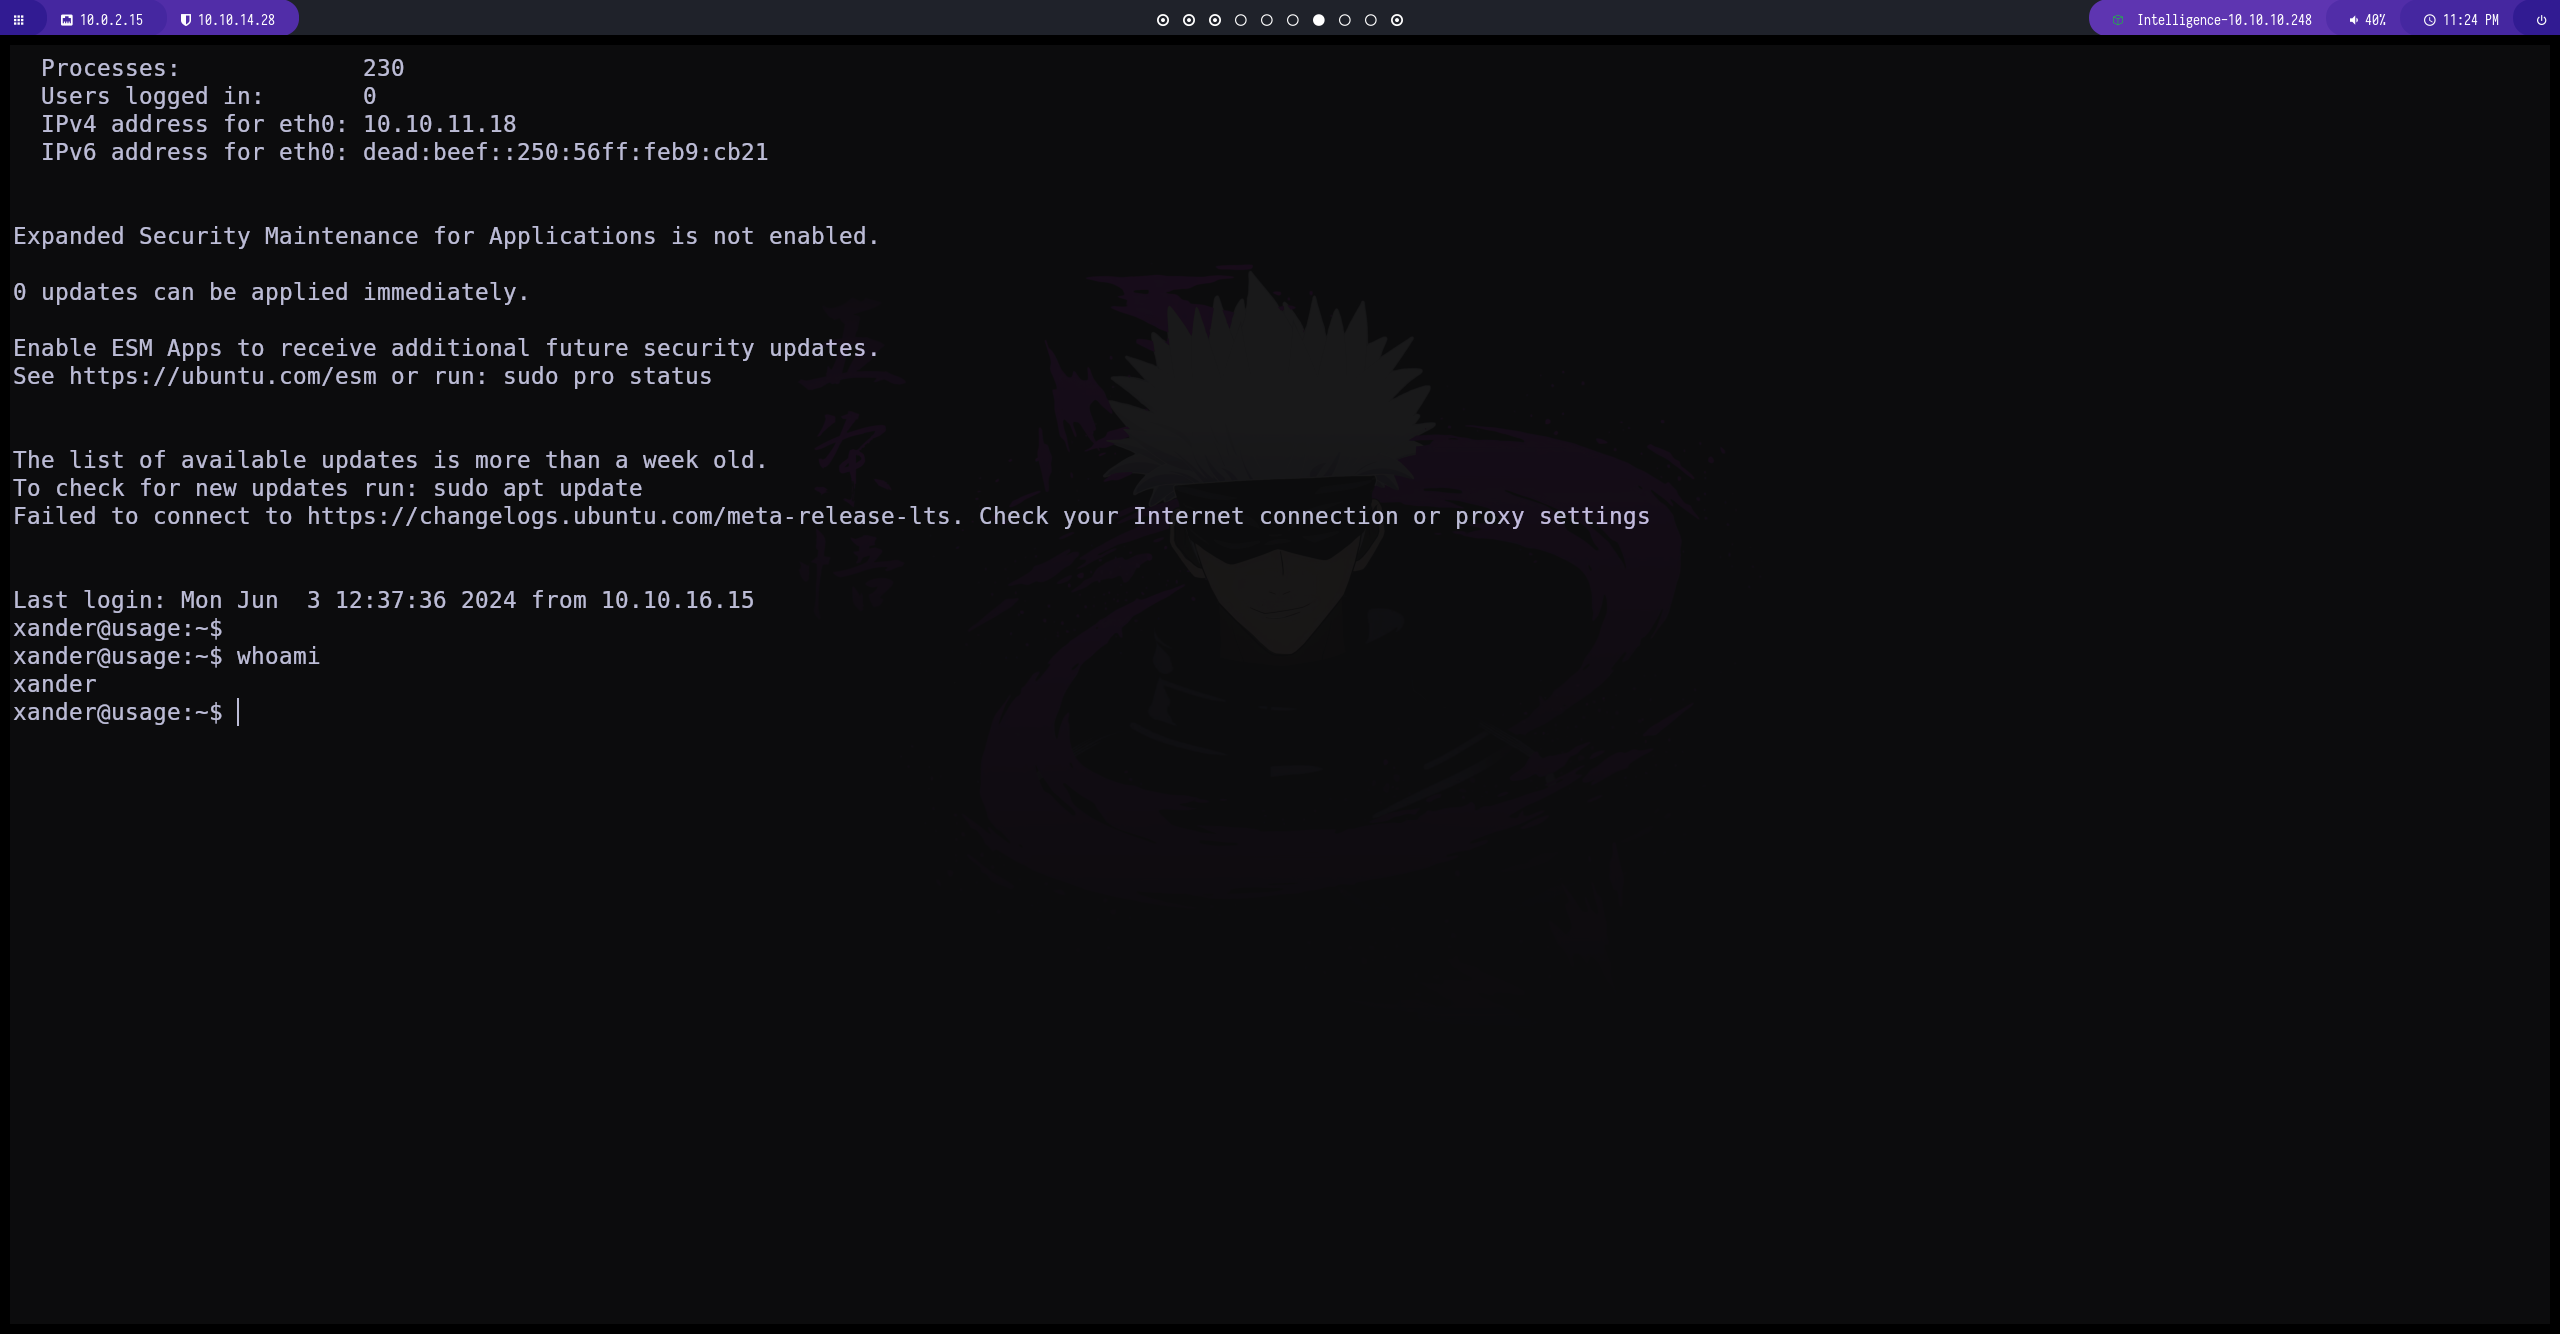 10.0.2.15 10.10.14.28 Intelligence-10.10.10.248 40% 11:24 PM
Processes: 230
Users logged in: 0
IPv4 address for eth0: 10.10.11.18
IPv6 address for eth0: dead:beef::250:56ff:feb9:cb21
Expanded Security Maintenance for Applications is not enabled.
0 updates can be applied immediately.
Enable ESM Apps to receive additional future security updates.
See https://ubuntu.com/esm or run: sudo pro status
The list of available updates is more than a week old.
To check for new updates run: sudo apt update
Failed to connect to https://changelogs.ubuntu.com/meta-release-lts. Check your Internet connection or proxy settings
Last login: Mon Jun  3 12:37:36 2024 from 10.10.16.15
xander@usage:~$
xander@usage:~$ whoami
xander
xander@usage:~$